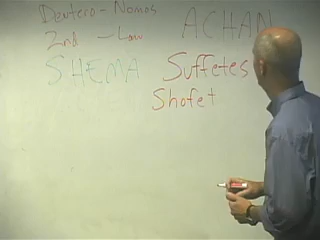 Deutero-Nomos
2nd - Law
ACHAN
SHEMA
Suffetes
Shofet